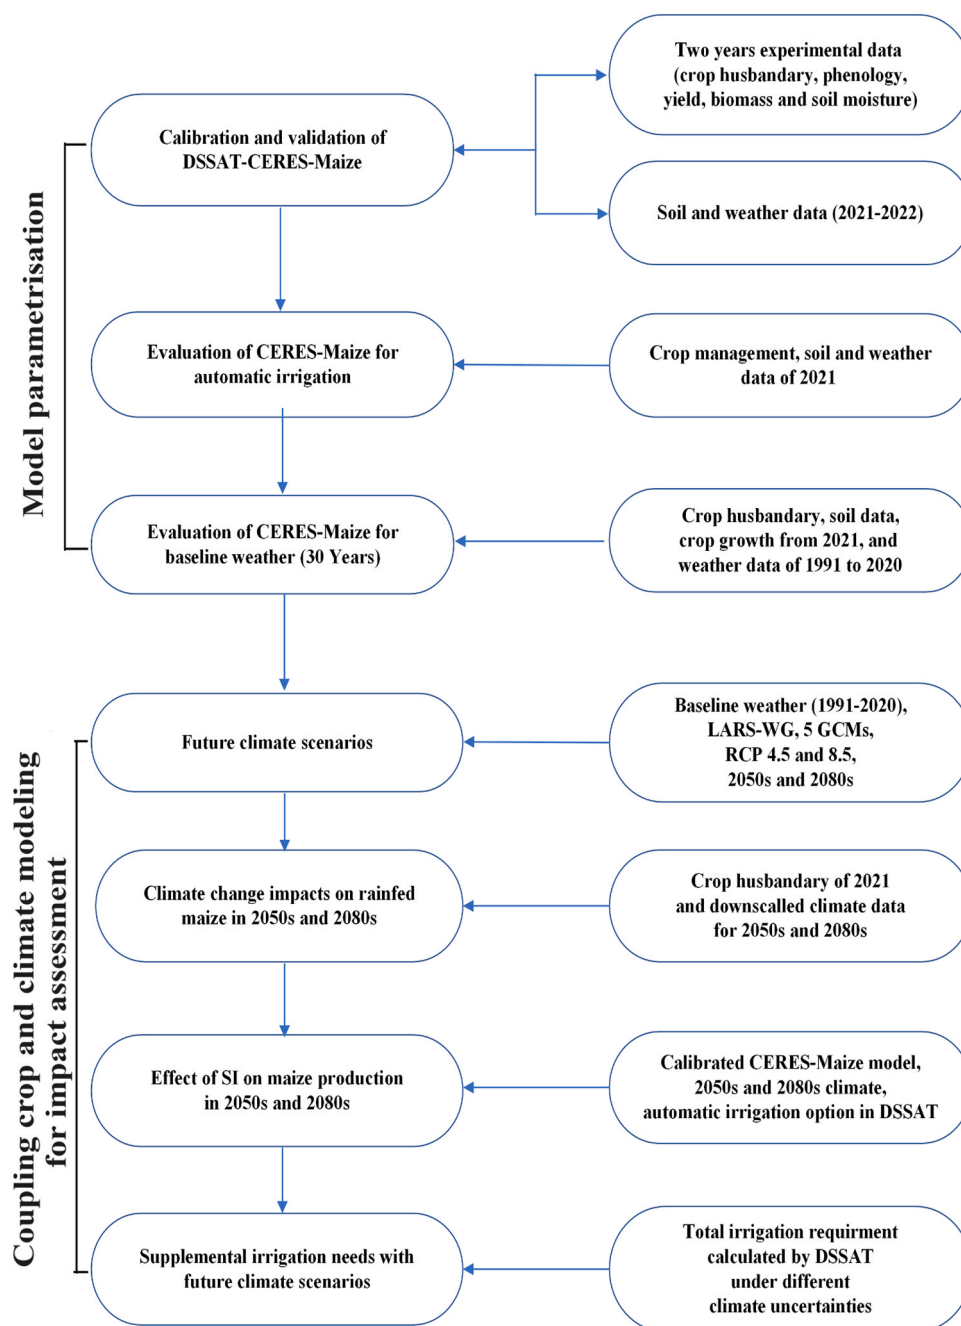 Two years experimental data
(crop husbandary, phenology,
yield, biomass and soil moisture)
Calibration and validation of
DSSAT-CERES-Maize
Soil and weather data (2021-2022)
Model parametrisation
Evaluation of CERES-Maize for
automatic irrigation
Crop management, soil and weather
data of 2021
Evaluation of CERES-Maize for
baseline weather (30 Years)
Crop husbandary, soil data,
crop growth from 2021, and
weather data of 1991 to 2020
Coupling crop and climate modeling
for impact assessment
Future climate scenarios
Baseline weather (1991-2020),
LARS-WG, 5 GCMs,
RCP 4.5 and 8.5,
2050s and 2080s
Climate change impacts on rainfed
maize in 2050s and 2080s
Crop husbandary of 2021
and downscalled climate data
for 2050s and 2080s
Effect of SI on maize production
in 2050s and 2080s
Calibrated CERES-Maize model,
2050s and 2080s climate,
automatic irrigation option in DSSAT
Supplemental irrigation needs with
future climate scenarios
Total irrigation requirment
calculated by DSSAT
under different
climate uncertainties